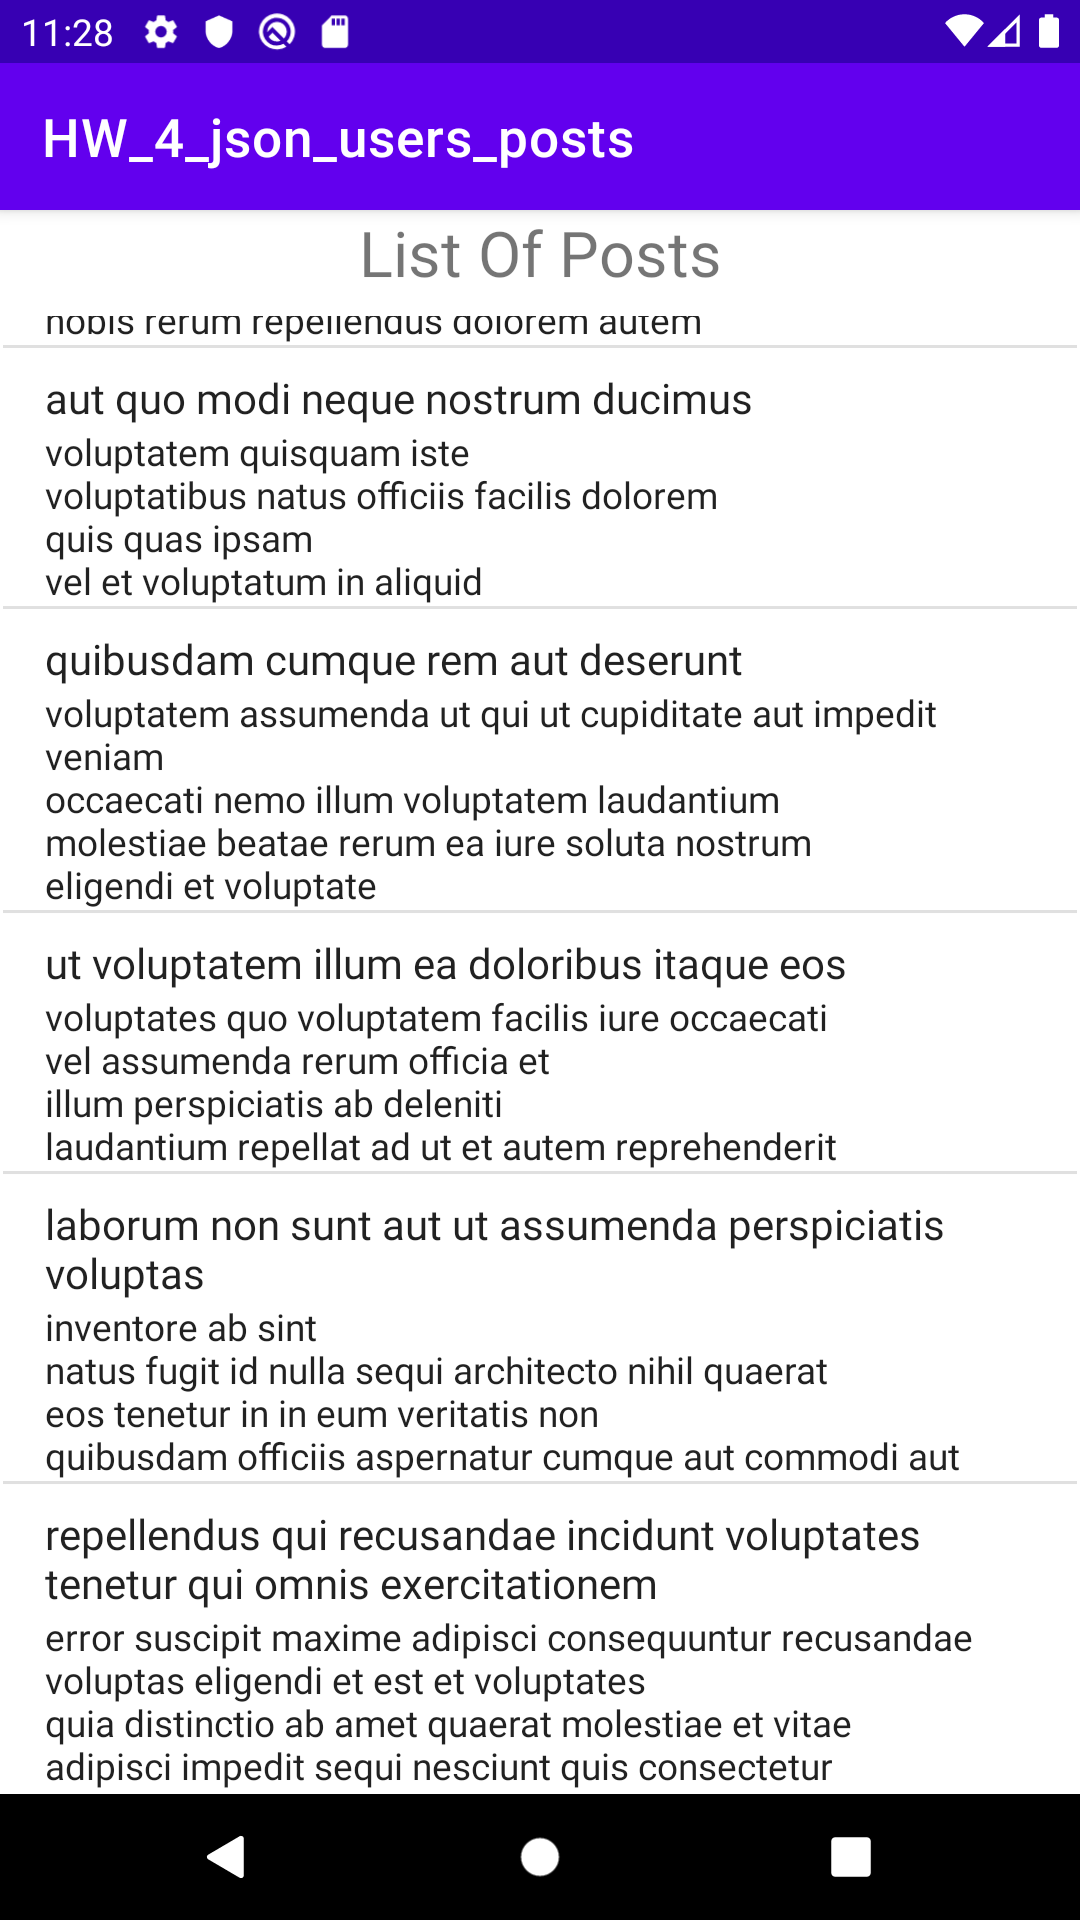 11:28
HW_4_json_users_posts
List Of Posts
nobis rerum repellendus dolorem autem
aut quo modi neque nostrum ducimus
voluptatem quisquam iste
voluptatibus natus officiis facilis dolorem
quis quas ipsam
vel et voluptatum in aliquid
quibusdam cumque rem aut deserunt
voluptatem assumenda ut qui ut cupiditate aut impedit
veniam
occaecati nemo illum voluptatem laudantium
molestiae beatae rerum ea iure soluta nostrum
eligendi et voluptate
ut voluptatem illum ea doloribus itaque eos
voluptates quo voluptatem facilis iure occaecati
vel assumenda rerum officia et
illum perspiciatis ab deleniti
laudantium repellat ad ut et autem reprehenderit
laborum non sunt aut ut assumenda perspiciatis
voluptas
inventore ab sint
natus fugit id nulla sequi architecto nihil quaerat
eos tenetur in in eum veritatis non
quibusdam officiis aspernatur cumque aut commodi aut
repellendus qui recusandae incidunt voluptates
tenetur qui omnis exercitationem
error suscipit maxime adipisci consequuntur recusandae
voluptas eligendi et est et voluptates
quia distinctio ab amet quaerat molestiae et vitae
adipisci impedit sequi nesciunt quis consectetur